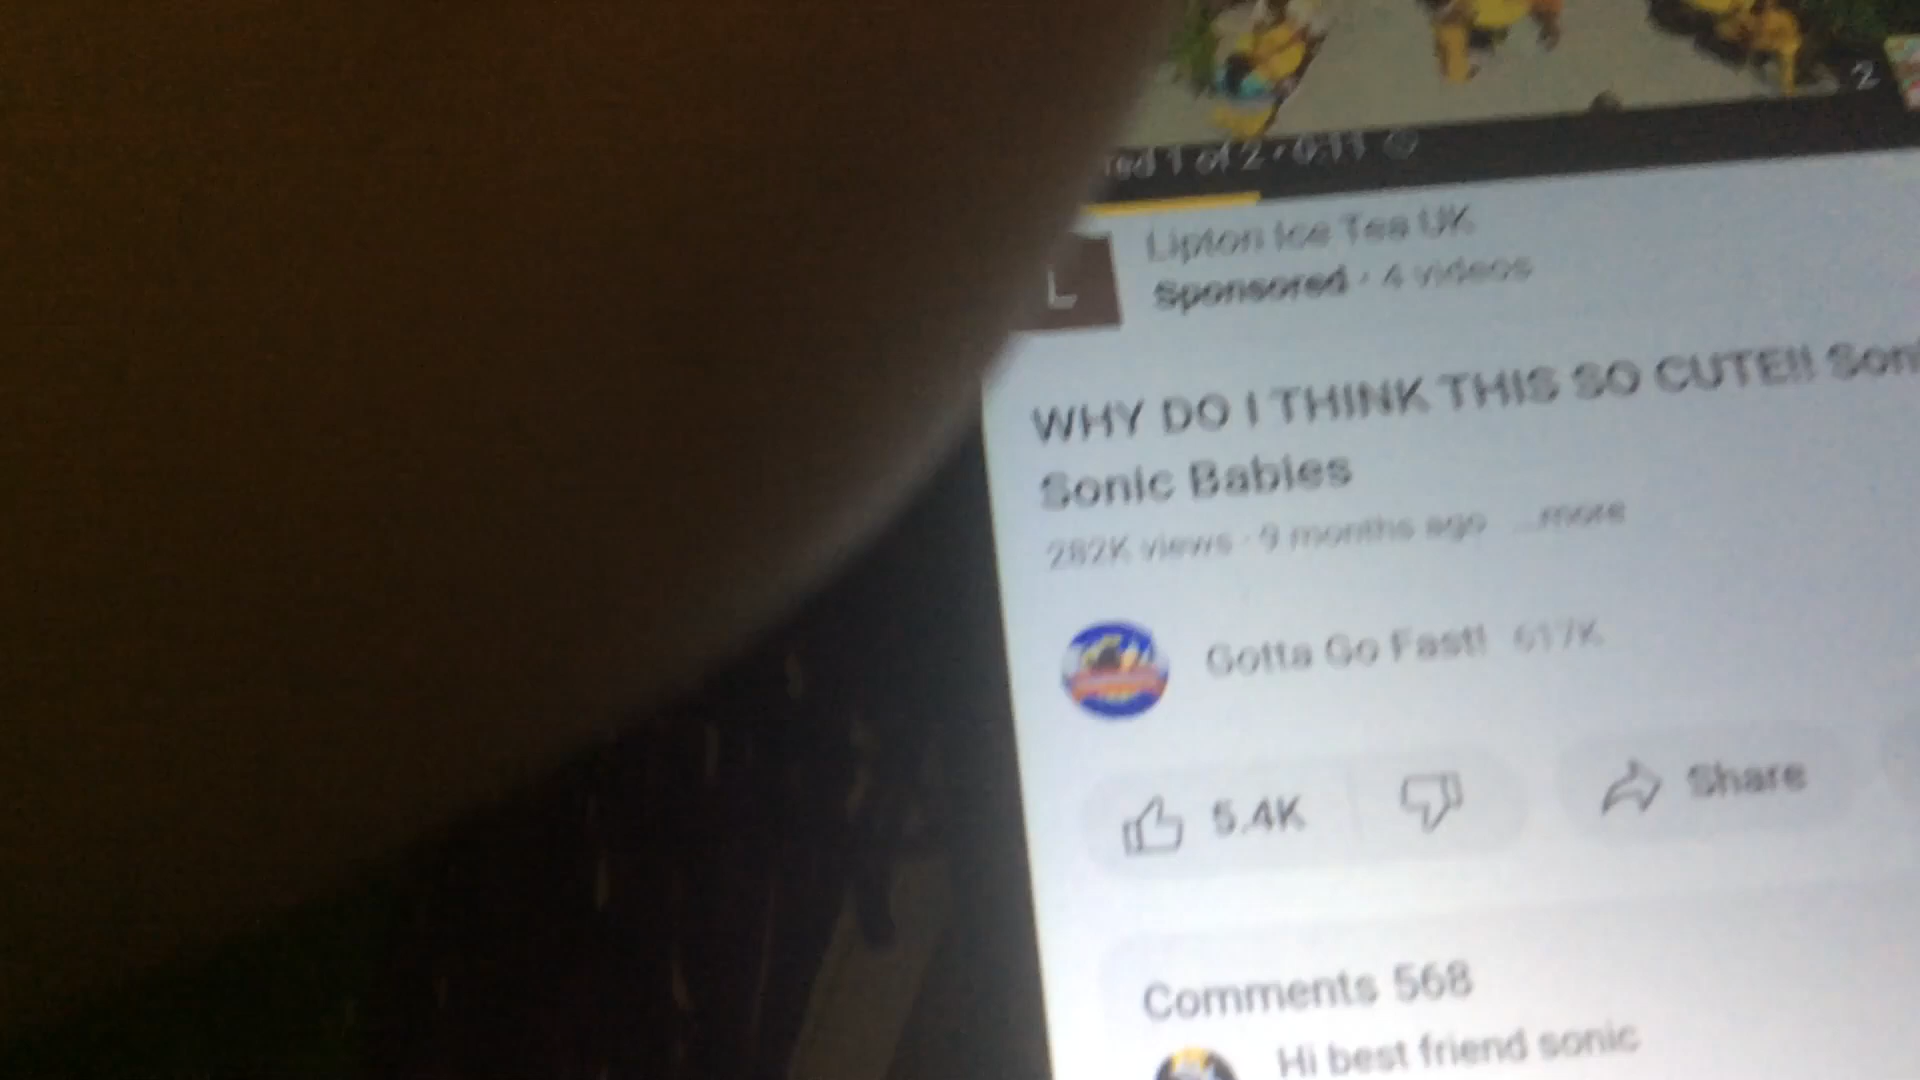 2
1 of 2 · 0:11
L
Lipton Ice Tea UK
Sponsored · 4 videos
WHY DO I THINK THIS SO CUTE!! Son
Sonic Babies
282K views · 9 months ago ...more
Gotta Go Fast! 617K
5.4K
Share
Comments 568
Hi best friend sonic